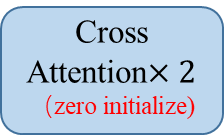 Cross
Attention× 2
（zero initialize)